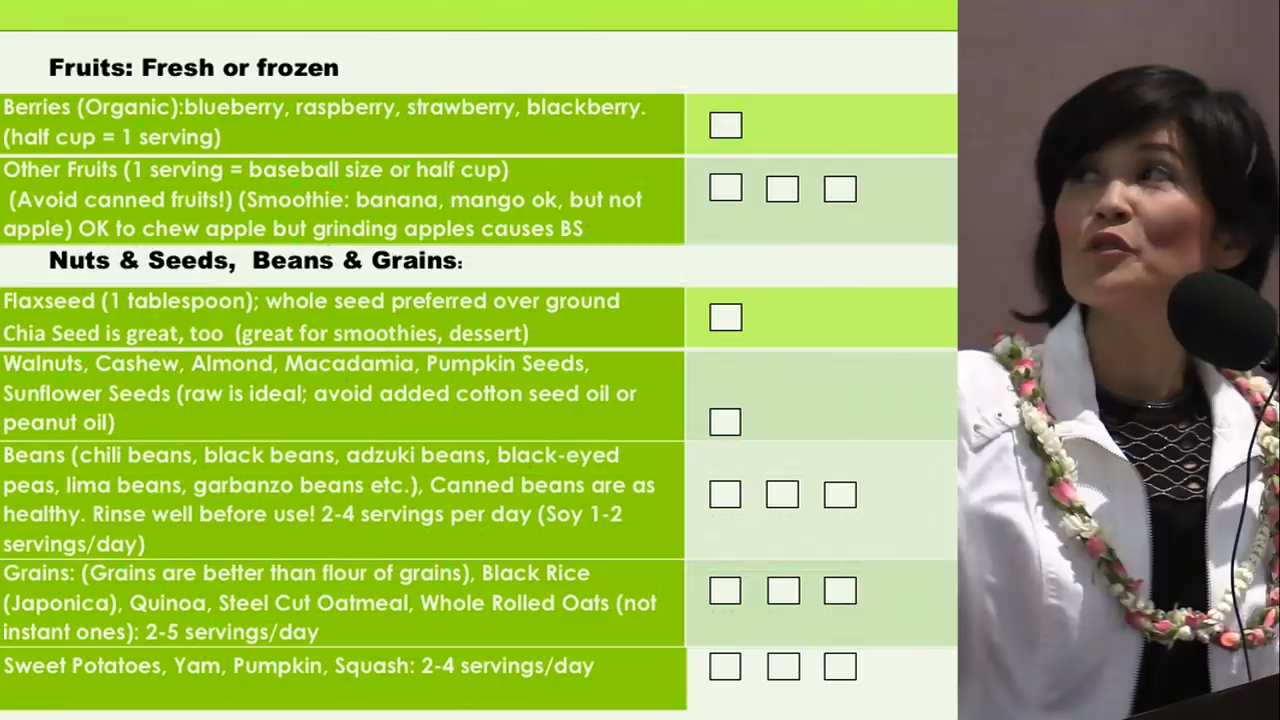 Fruits: Fresh or frozen
Berries (Organic):blueberry, raspberry, strawberry, blackberry.
(half cup = 1 serving)
Other Fruits (1 serving = baseball size or half cup)
(Avoid canned fruits!) (Smoothie: banana, mango ok, but not
apple) OK to chew apple but grinding apples causes BS
Nuts & Seeds, Beans & Grains:
Flaxseed (1 tablespoon); whole seed preferred over ground
Chia Seed is great, too (great for smoothies, dessert)
Walnuts, Cashew, Almond, Macadamia, Pumpkin Seeds,
Sunflower Seeds (raw is ideal; avoid added cotton seed oil or
peanut oil)
Beans (chili beans, black beans, adzuki beans, black-eyed
peas, lima beans, garbanzo beans etc.), Canned beans are as
healthy. Rinse well before use! 2-4 servings per day (Soy 1-2
servings/day)
Grains: (Grains are better than flour of grains), Black Rice
(Japonica), Quinoa, Steel Cut Oatmeal, Whole Rolled Oats (not
instant ones): 2-5 servings/day
Sweet Potatoes, Yam, Pumpkin, Squash: 2-4 servings/day